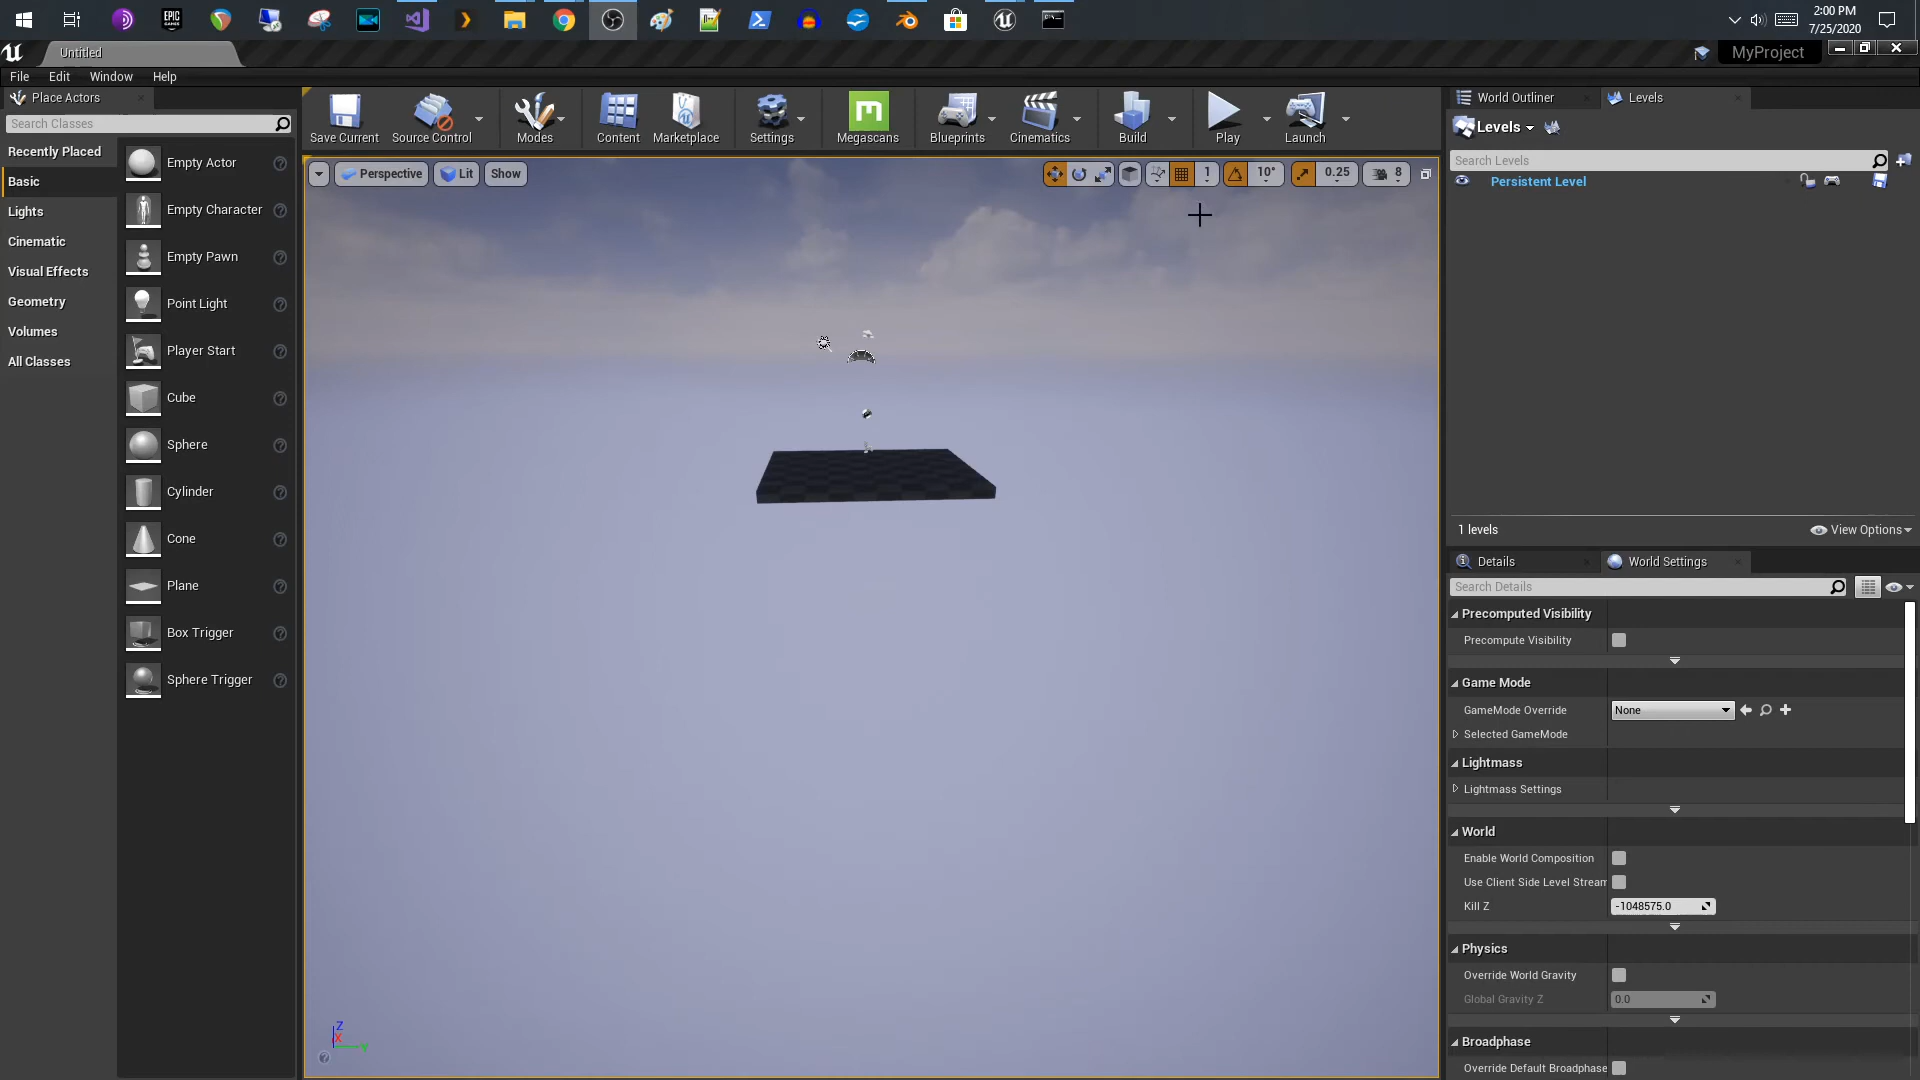 2:00 PM
7/25/2020
EPIC GAMES
Untitled
MyProject
File Edit Window Help
Place Actors
Search Classes
Recently Placed
Basic
Lights
Cinematic
Visual Effects
Geometry
Volumes
All Classes
Empty Actor
Empty Character
Empty Pawn
Point Light
Player Start
Cube
Sphere
Cylinder
Cone
Plane
Box Trigger
Sphere Trigger
Save Current Source Control Modes Content Marketplace Settings Megascans Blueprints Cinematics Build Play Launch
Perspective Lit Show 1 10° 0.25 8
Z
X
Y
World Outliner Levels
Levels
Search Levels
Persistent Level
1 levels View Options
Details World Settings
Search Details
Precomputed Visibility
Precompute Visibility
Game Mode
GameMode Override None
Selected GameMode
Lightmass
Lightmass Settings
World
Enable World Composition
Use Client Side Level Stream
Kill Z -1048575.0
Physics
Override World Gravity
Global Gravity Z 0.0
Broadphase
Override Default Broadphase